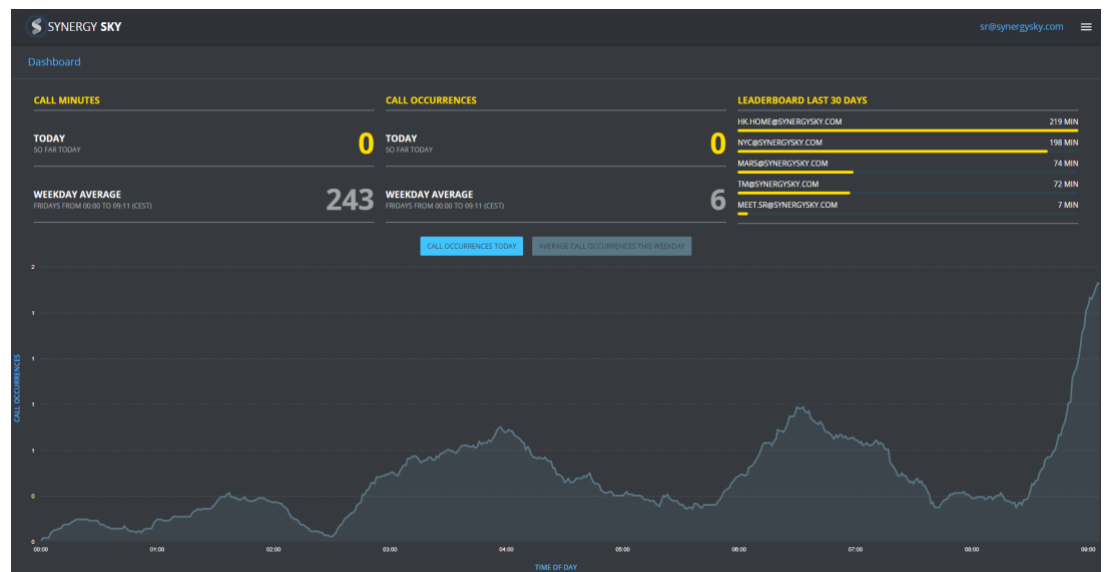 SYNERGY SKY
sr@synergysky.com
Dashboard
CALL MINUTES
TODAY
SO FAR TODAY
0
WEEKDAY AVERAGE
FRIDAYS FROM 00:00 TO 09:11 (CEST)
243
CALL OCCURRENCES
TODAY
SO FAR TODAY
0
WEEKDAY AVERAGE
FRIDAYS FROM 00:00 TO 09:11 (CEST)
6
LEADERBOARD LAST 30 DAYS
HK.HOME@SYNERGYSKY.COM 219 MIN
NYC@SYNERGYSKY.COM 198 MIN
MARS@SYNERGYSKY.COM 74 MIN
TM@SYNERGYSKY.COM 72 MIN
MEET.SR@SYNERGYSKY.COM 7 MIN
CALL OCCURRENCES TODAY
AVERAGE CALL OCCURRENCES THIS WEEKDAY
2
1
1
1
1
0
0
CALL OCCURRENCES
00:00 01:00 02:00 03:00 04:00 05:00 06:00 07:00 08:00 09:00
TIME OF DAY